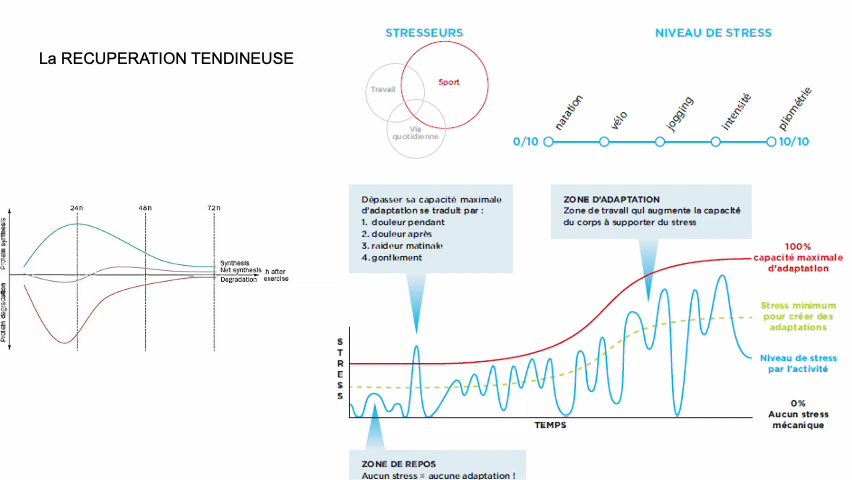 La RECUPERATION TENDINEUSE
STRESSEURS
Travail
Sport
Vie
quotidienne
NIVEAU DE STRESS
0/10
natation
vélo
jogging
intensité
pliométrie
10/10
24h
48h
72h
Protein synthesis
Protein degradation
Synthesis
Net synthesis
Degradation
h after
exercise
Dépasser sa capacité maximale
d'adaptation se traduit par :
1. douleur pendant
2. douleur après
3. raideur matinale
4. gonflement
ZONE D'ADAPTATION
Zone de travail qui augmente la capacité
du corps à supporter du stress
100%
capacité maximale
d'adaptation
Stress minimum
pour créer des
adaptations
Niveau de stress
par l'activité
0%
Aucun stress
mécanique
STRESS
TEMPS
ZONE DE REPOS
Aucun stress = aucune adaptation !